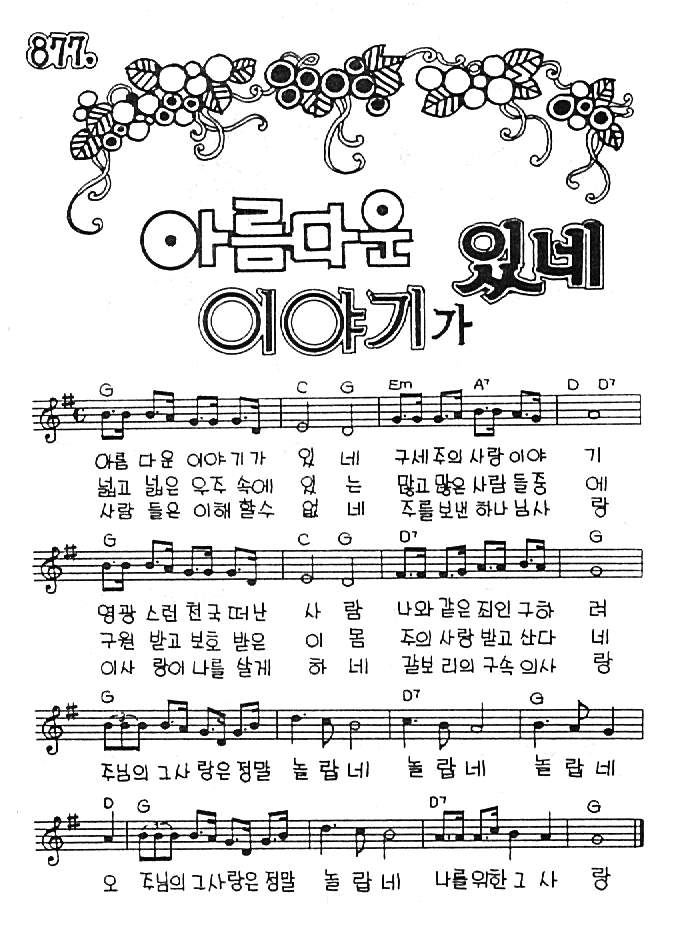 877.
아름다운 있네
이야기가
G C G Em A7 D D7
아름 다운 이야기가 있 네 구세주의 사랑이야 기
넓고 넓은 우주 속에 있 는 많고 많은 사람 들중 에
사람 들은 이해 할수 없 네 주를 보낸 하나 님사 랑
G C G D7 G
영광 스런 천국 떠난 사 람 나와 같은 죄인 구하 려
구원 받고 보호 받은 이 몸 주의 사랑 받고 산다 네
이사 랑이 나를 살게 하 네 갈보 리의 구속 의사 랑
G D7 G
3
주님의 그사 랑은 정말 놀 랍 네 놀 랍 네 놀 랍 네
D G D7 G
3
오 주님의 그사랑은 정말 놀 랍 네 나를 위한 그 사 랑